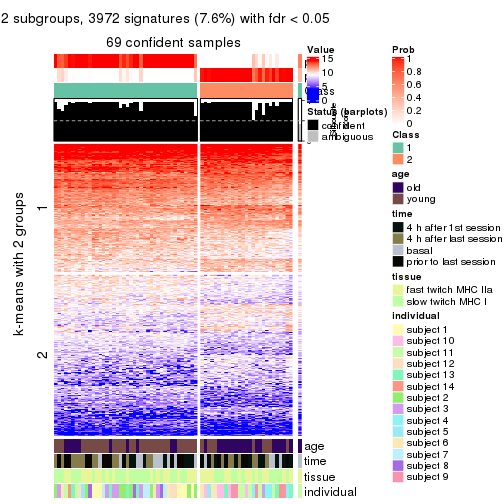 2 subgroups, 3972 signatures (7.6%) with fdr < 0.05
69 confident samples
k-means with 2 groups
1
2
Class
age
time
tissue
individual
Value
15
10
5
0
Status (barplots)
confident
ambiguous
Prob
1
0.8
0.6
0.4
0.2
0
Class
1
2
age
old
young
time
4 h after 1st session
4 h after last session
basal
prior to last session
tissue
fast twitch MHC IIa
slow twitch MHC I
individual
subject 1
subject 10
subject 11
subject 12
subject 13
subject 14
subject 2
subject 3
subject 4
subject 5
subject 6
subject 7
subject 8
subject 9